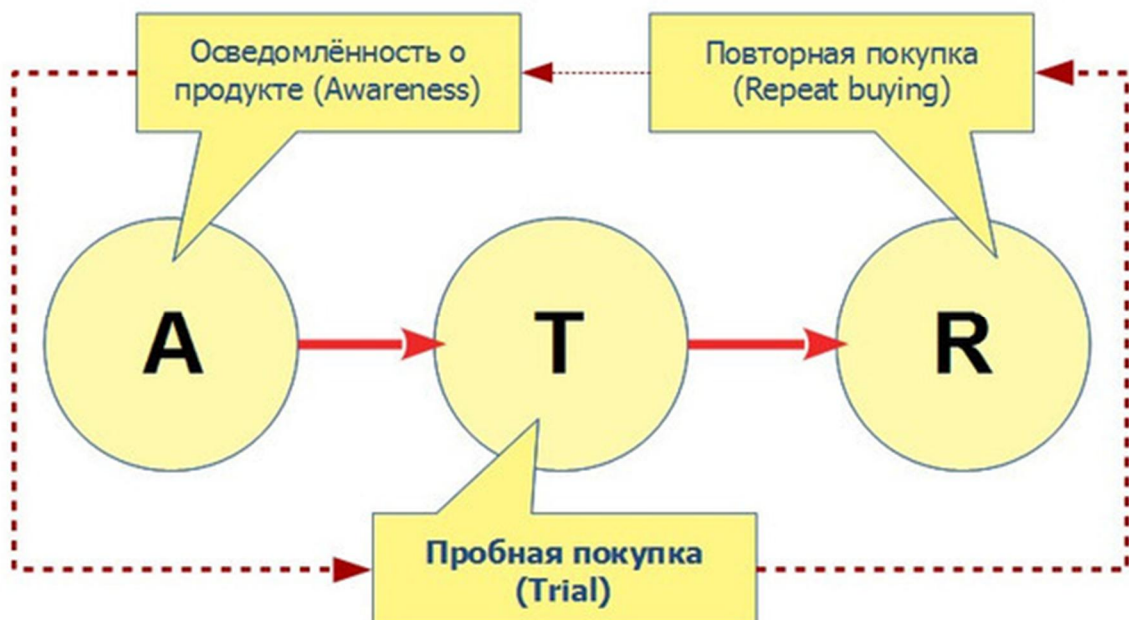 Осведомлённость о
продукте (Awareness)
Повторная покупка
(Repeat buying)
A
T
R
Пробная покупка
(Trial)